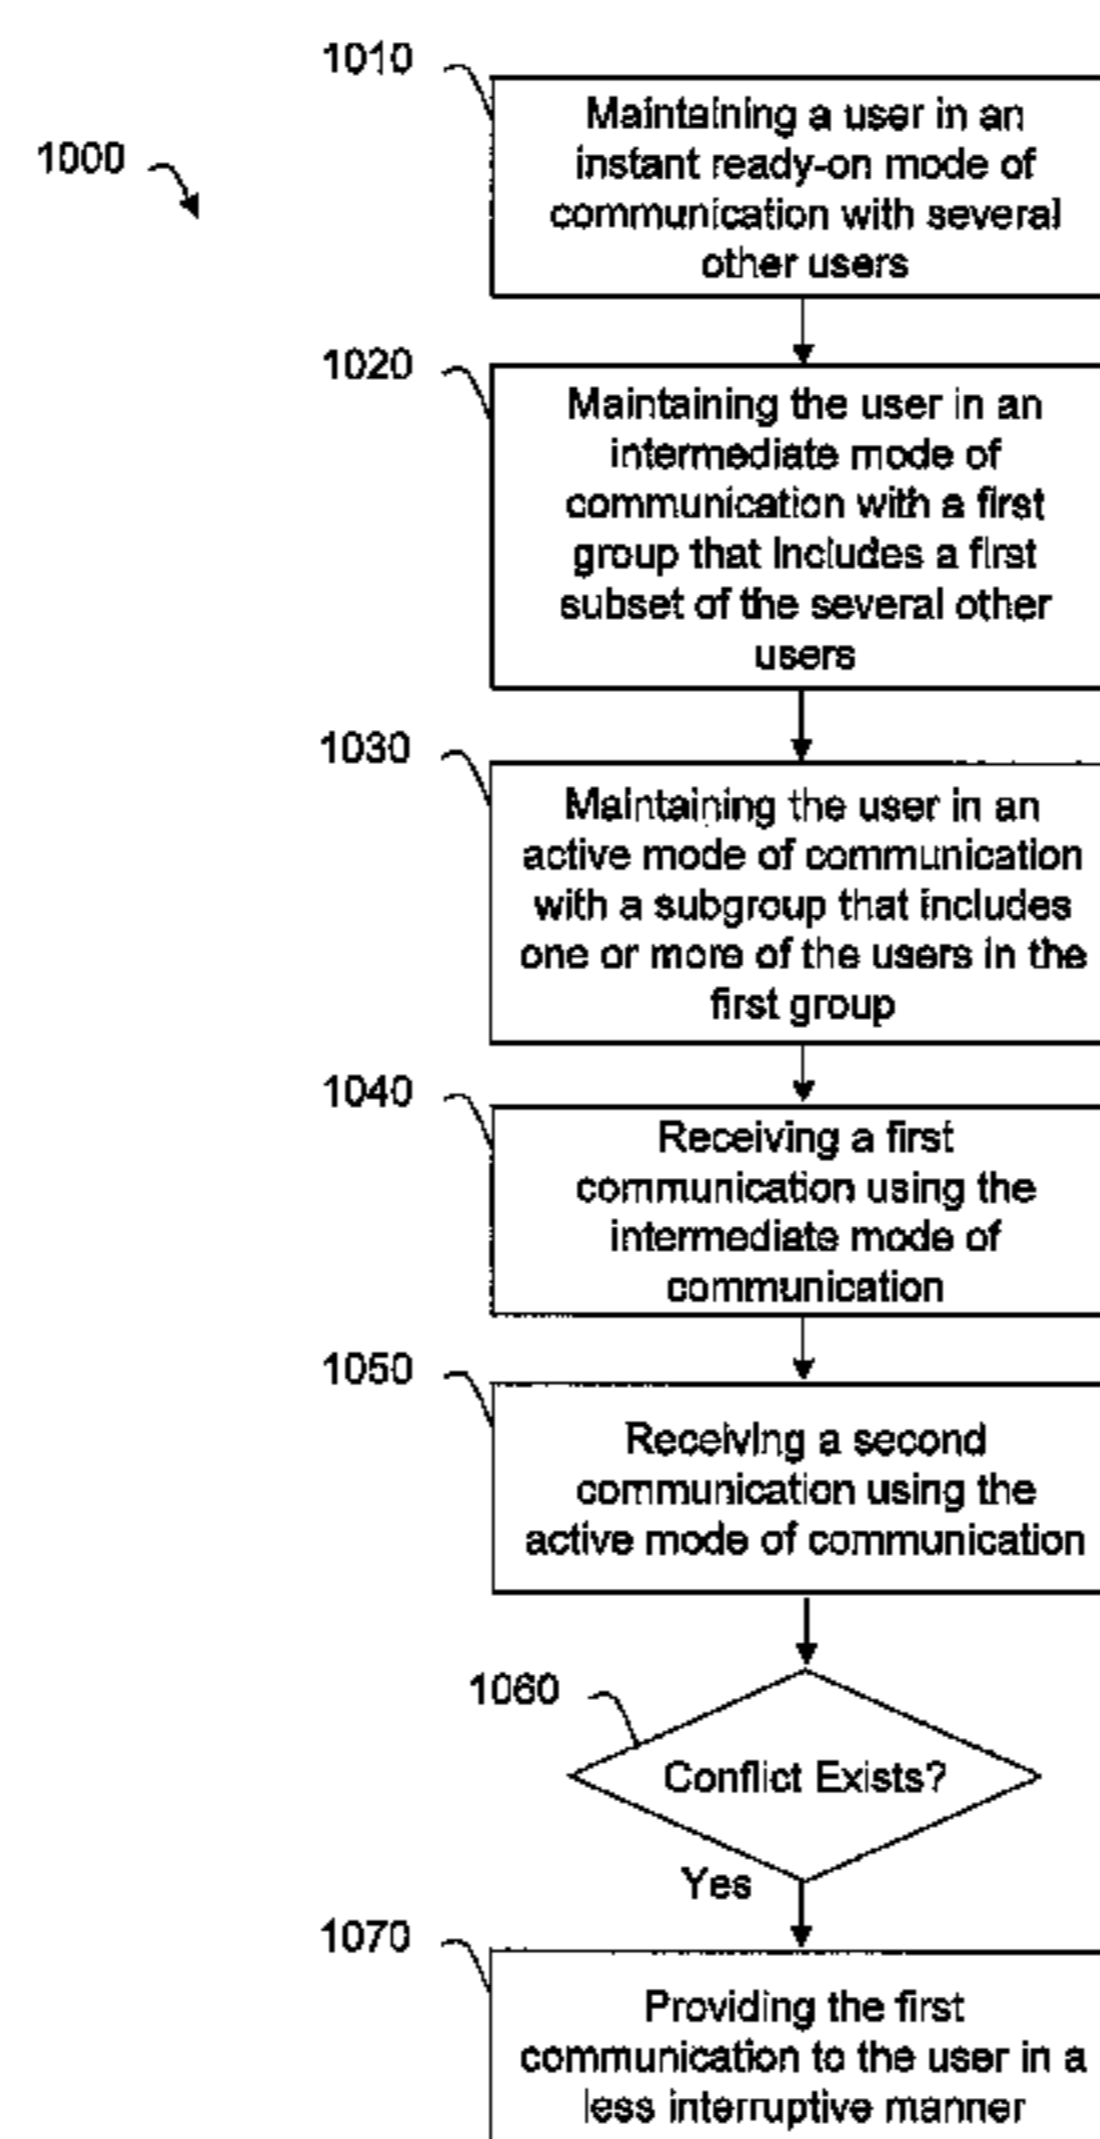 1000
1010
Maintaining a user in an
instant ready-on mode of
communication with several
other users
1020
Maintaining the user in an
intermediate mode of
communication with a first
group that includes a first
subset of the several other
users
1030
Maintaining the user in an
active mode of communication
with a subgroup that includes
one or more of the users in the
first group
1040
Receiving a first
communication using the
intermediate mode of
communication
1050
Receiving a second
communication using the
active mode of communication
1060
Conflict Exists?
Yes
1070
Providing the first
communication to the user in a
less interruptive manner